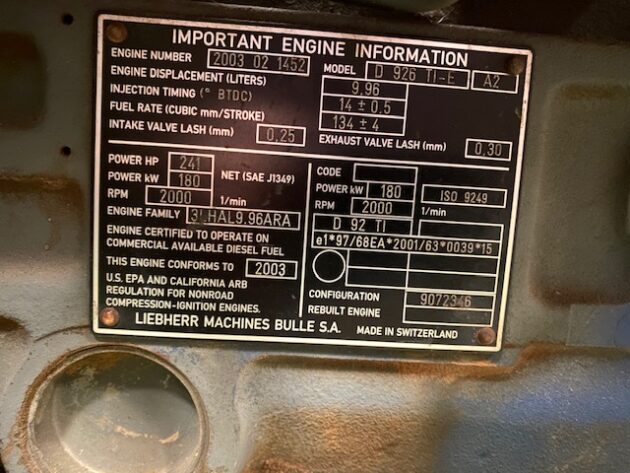 IMPORTANT ENGINE INFORMATION
ENGINE NUMBER 2003 02 1452
MODEL D 926 TI-E A2
ENGINE DISPLACEMENT (LITERS) 9.96
INJECTION TIMING (° BTDC) 14 ± 0.5
FUEL RATE (CUBIC mm/STROKE) 134 ± 4
INTAKE VALVE LASH (mm) 0,25
EXHAUST VALVE LASH (mm) 0,30
POWER HP 241
POWER kW 180 NET (SAE J1349)
RPM 2000 1/min
ENGINE FAMILY 3LHAL9.96ARA
ENGINE CERTIFIED TO OPERATE ON
COMMERCIAL AVAILABLE DIESEL FUEL
THIS ENGINE CONFORMS TO 2003
U.S. EPA AND CALIFORNIA ARB
REGULATION FOR NONROAD
COMPRESSION-IGNITION ENGINES.
CODE
POWER kW 180 ISO 9249
RPM 2000 1/min
D 92 TI
e1*97/68EA*2001/63*0039*15
CONFIGURATION 9072346
REBUILT ENGINE
LIEBHERR MACHINES BULLE S.A. MADE IN SWITZERLAND